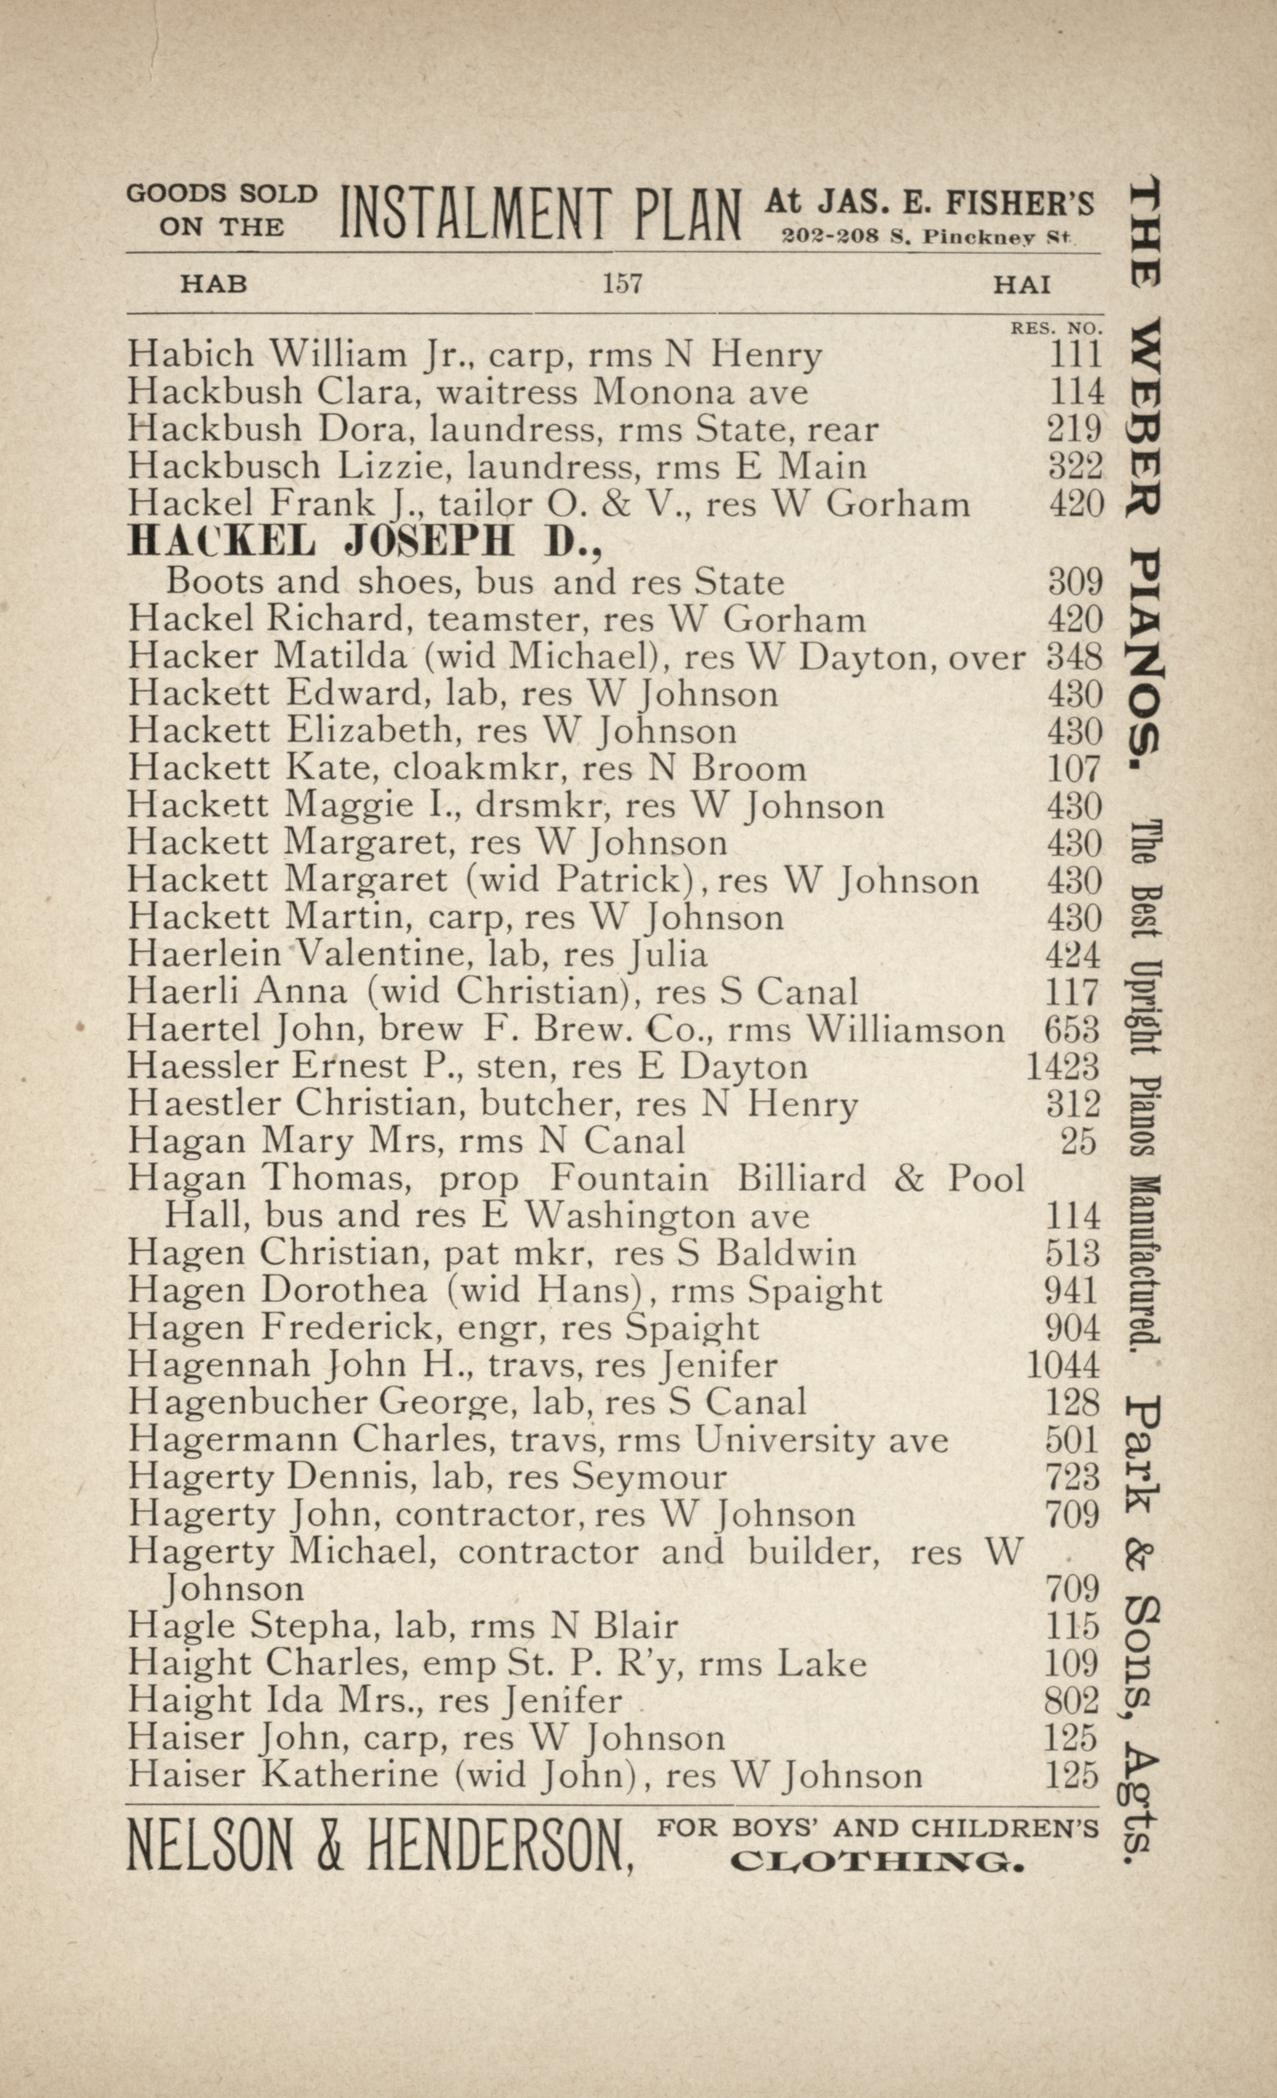 GOODS SOLD ON THE INSTALMENT PLAN At JAS. E. FISHER'S 202-208 S. Pinckney St.
HAB 157 HAI
RES. NO.
Habich William Jr., carp, rms N Henry 111
Hackbush Clara, waitress Monona ave 114
Hackbush Dora, laundress, rms State, rear 219
Hackbusch Lizzie, laundress, rms E Main 322
Hackel Frank J., tailor O. & V., res W Gorham 420
HACKEL JOSEPH D.,
Boots and shoes, bus and res State 309
Hackel Richard, teamster, res W Gorham 420
Hacker Matilda (wid Michael), res W Dayton, over 348
Hackett Edward, lab, res W Johnson 430
Hackett Elizabeth, res W Johnson 430
Hackett Kate, cloakmkr, res N Broom 107
Hackett Maggie I., drsmkr, res W Johnson 430
Hackett Margaret, res W Johnson 430
Hackett Margaret (wid Patrick), res W Johnson 430
Hackett Martin, carp, res W Johnson 430
Haerlein Valentine, lab, res Julia 424
Haerli Anna (wid Christian), res S Canal 117
Haertel John, brew F. Brew. Co., rms Williamson 653
Haessler Ernest P., sten, res E Dayton 1423
Haestler Christian, butcher, res N Henry 312
Hagan Mary Mrs, rms N Canal 25
Hagan Thomas, prop Fountain Billiard & Pool
Hall, bus and res E Washington ave 114
Hagen Christian, pat mkr, res S Baldwin 513
Hagen Dorothea (wid Hans), rms Spaight 941
Hagen Frederick, engr, res Spaight 904
Hagennah John H., travs, res Jenifer 1044
Hagenbucher George, lab, res S Canal 128
Hagermann Charles, travs, rms University ave 501
Hagerty Dennis, lab, res Seymour 723
Hagerty John, contractor, res W Johnson 709
Hagerty Michael, contractor and builder, res W
Johnson 709
Hagle Stepha, lab, rms N Blair 115
Haight Charles, emp St. P. R'y, rms Lake 109
Haight Ida Mrs., res Jenifer 802
Haiser John, carp, res W Johnson 125
Haiser Katherine (wid John), res W Johnson 125
NELSON & HENDERSON, FOR BOYS' AND CHILDREN'S CLOTHING.
THE WEBER PIANOS. The Best Upright Pianos Manufactured. Park & Sons, Agts.